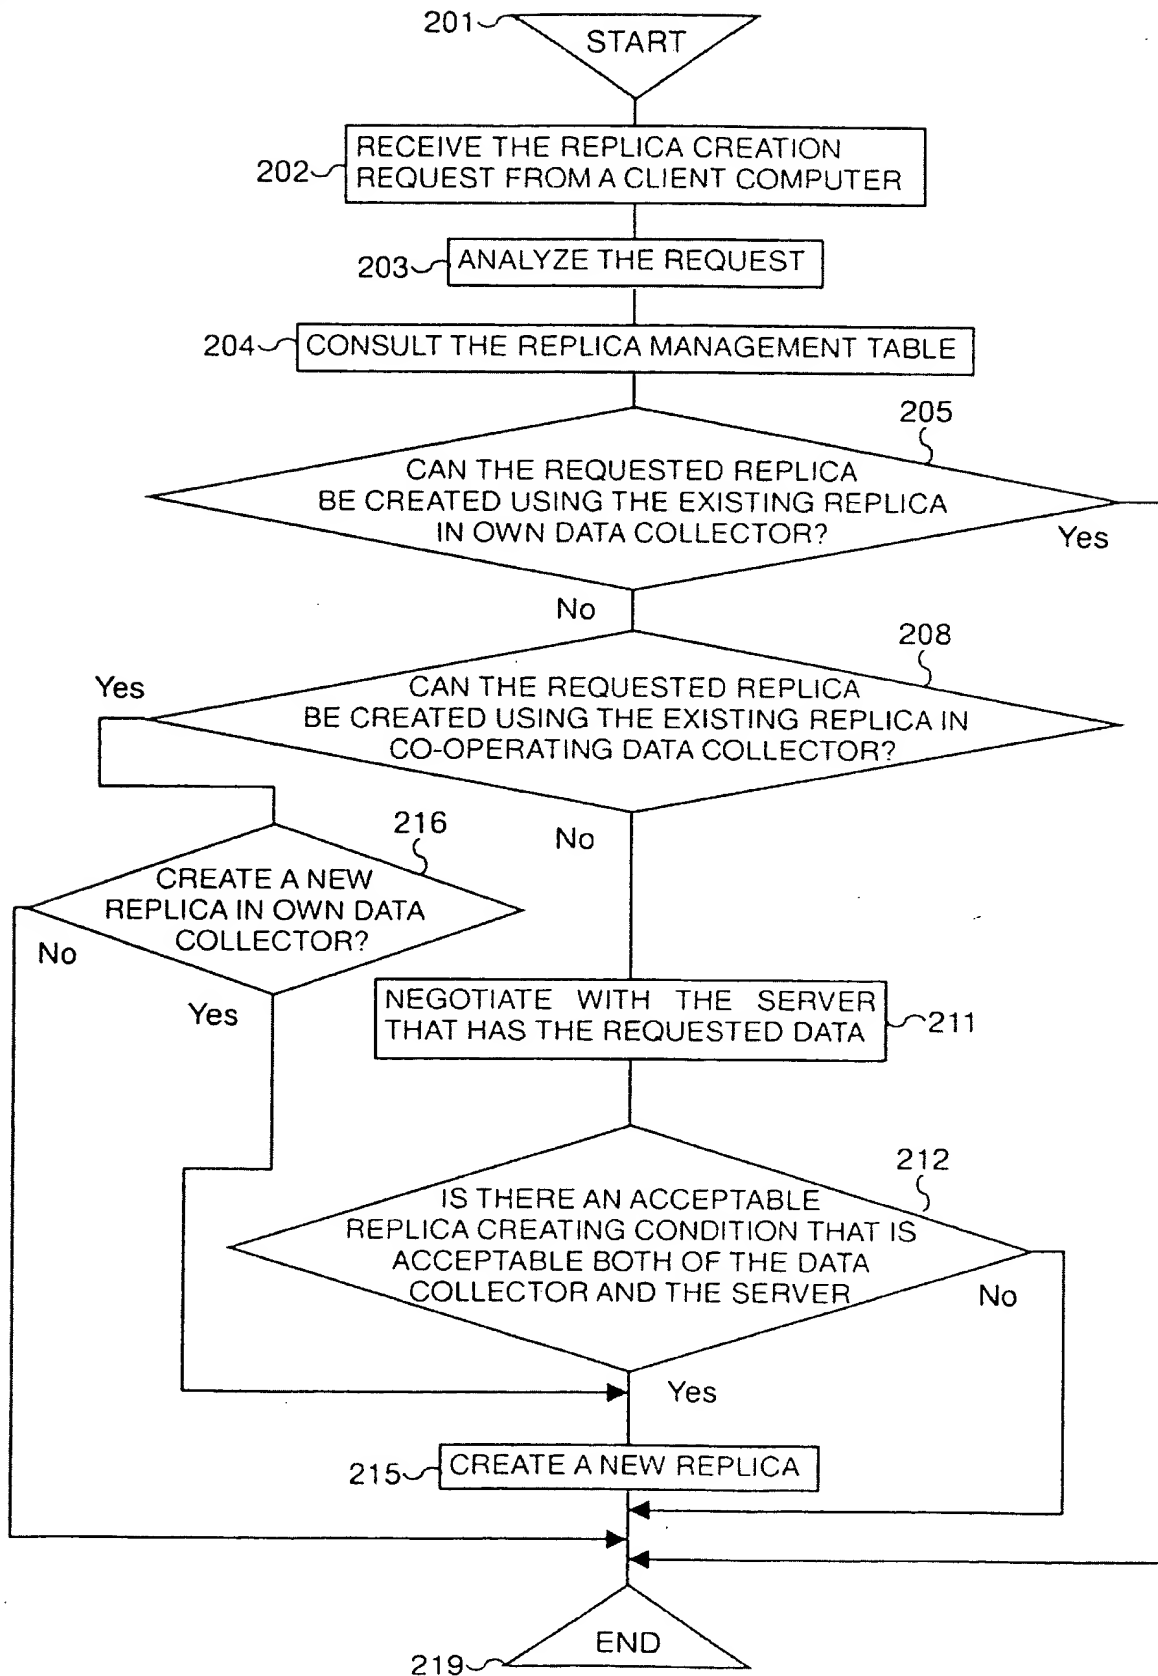 201
START
202
RECEIVE THE REPLICA CREATION
REQUEST FROM A CLIENT COMPUTER
203
ANALYZE THE REQUEST
204
CONSULT THE REPLICA MANAGEMENT TABLE
205
CAN THE REQUESTED REPLICA
BE CREATED USING THE EXISTING REPLICA
IN OWN DATA COLLECTOR?
Yes
No
208
Yes
CAN THE REQUESTED REPLICA
BE CREATED USING THE EXISTING REPLICA IN
CO-OPERATING DATA COLLECTOR?
No
216
CREATE A NEW
REPLICA IN OWN DATA
COLLECTOR?
No
Yes
NEGOTIATE WITH THE SERVER
THAT HAS THE REQUESTED DATA
211
212
IS THERE AN ACCEPTABLE
REPLICA CREATING CONDITION THAT IS
ACCEPTABLE BOTH OF THE DATA
COLLECTOR AND THE SERVER
No
Yes
215
CREATE A NEW REPLICA
END
219